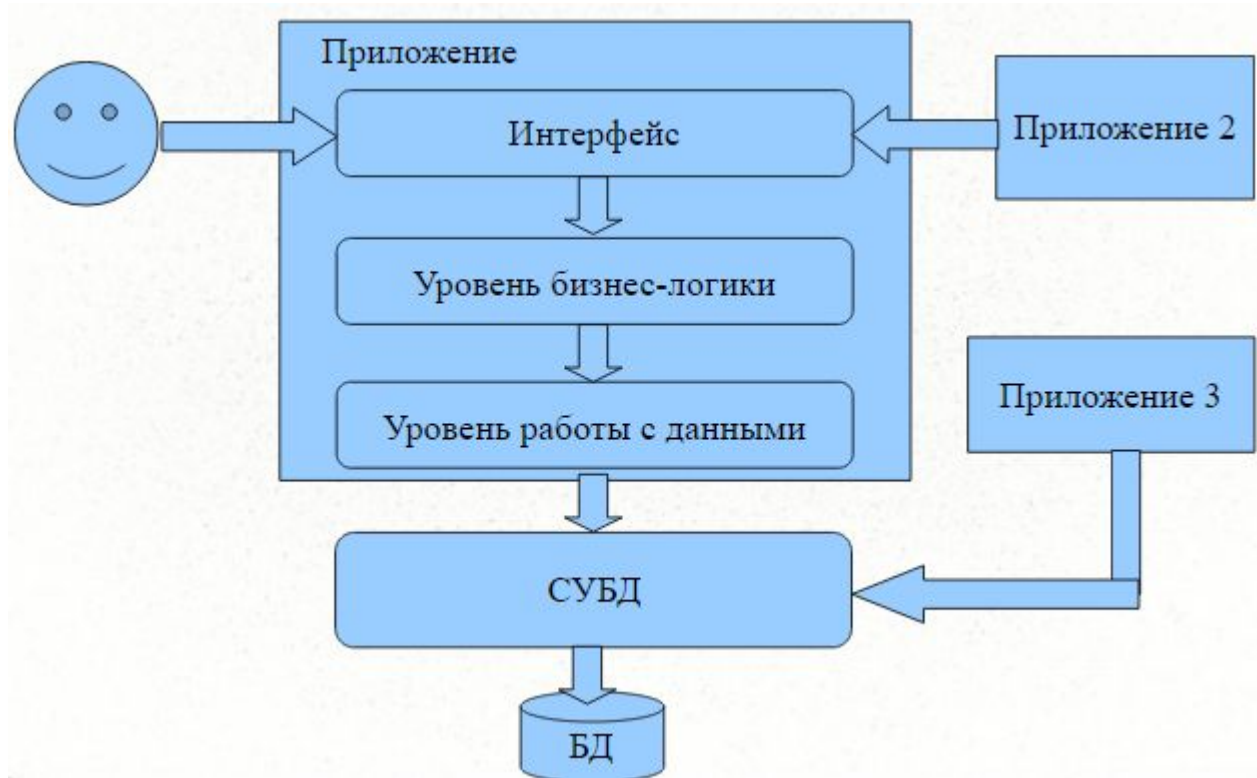 Приложение
Интерфейс
Приложение 2
Уровень бизнес-логики
Уровень работы с данными
Приложение 3
СУБД
БД